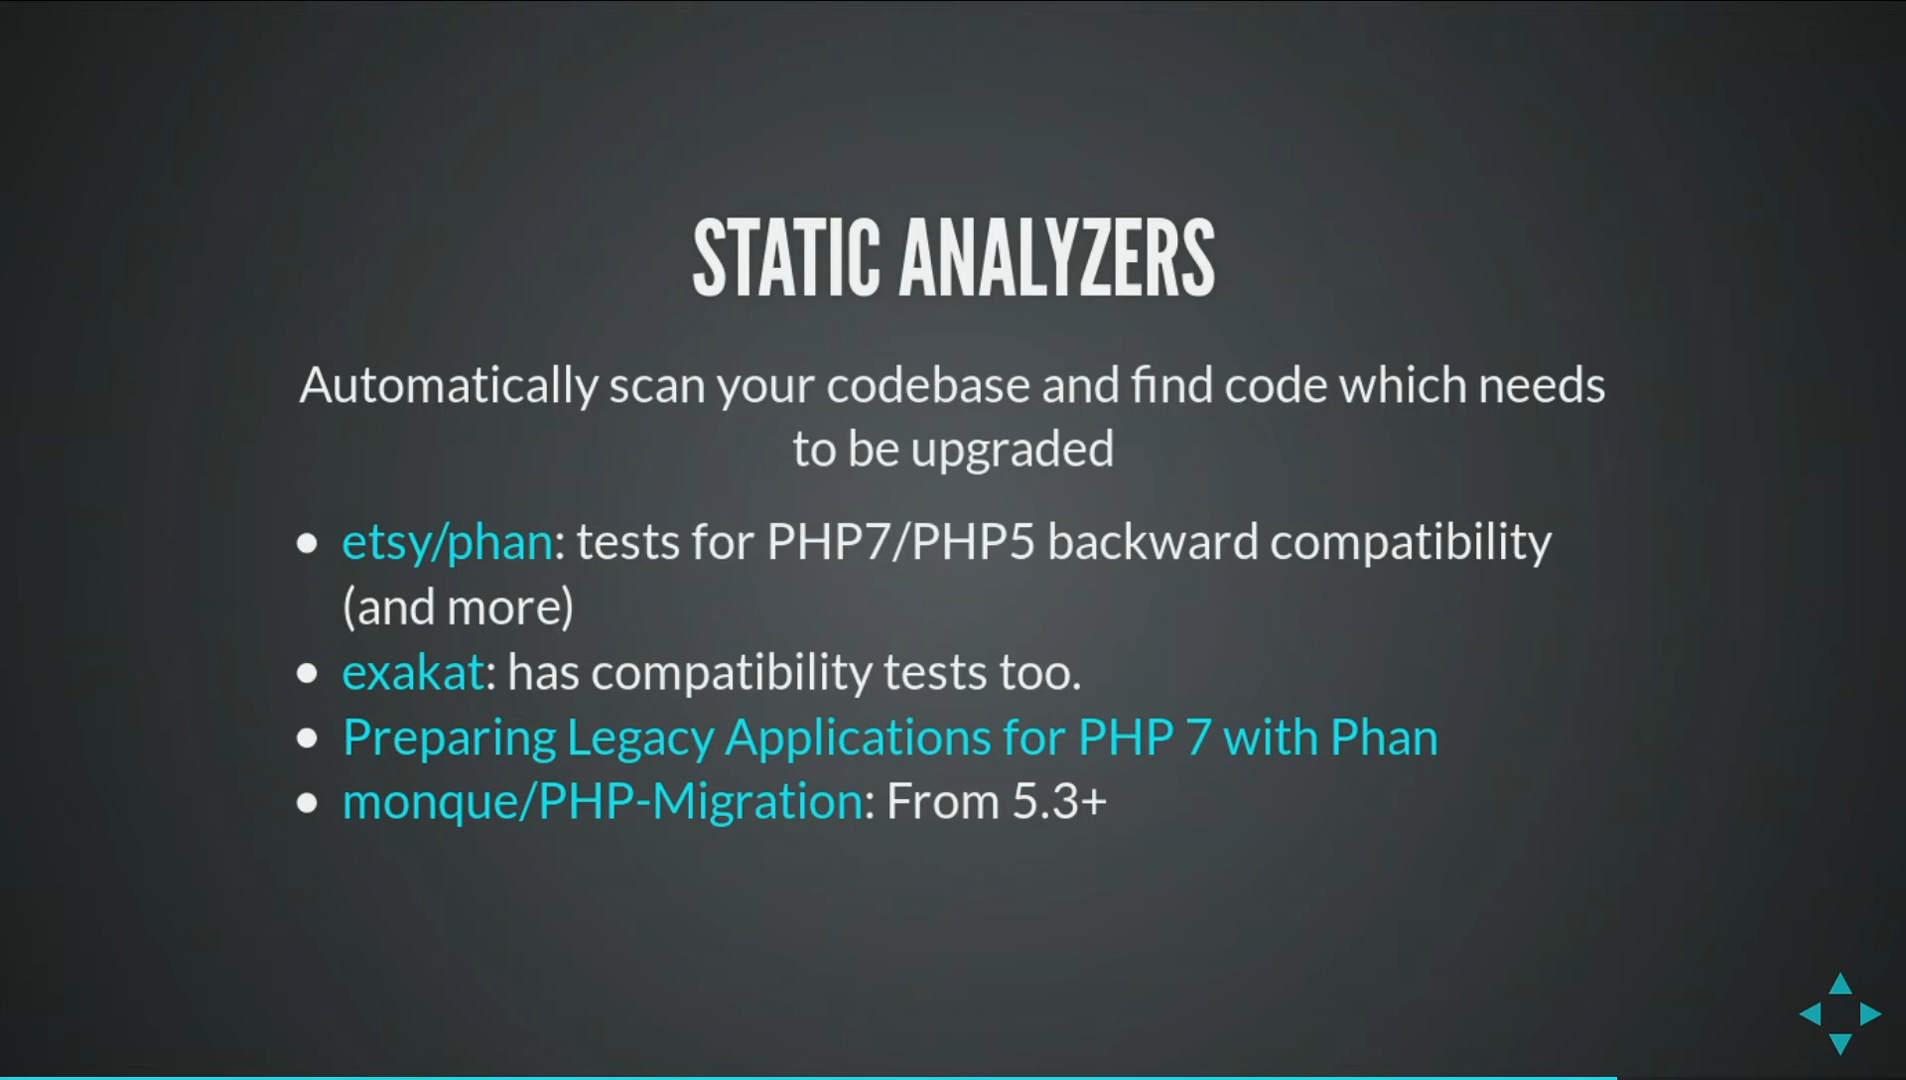 STATIC ANALYZERS
Automatically scan your codebase and find code which needs
to be upgraded
etsy/phan: tests for PHP7/PHP5 backward compatibility
(and more)
exakat: has compatibility tests too.
Preparing Legacy Applications for PHP 7 with Phan
monque/PHP-Migration: From 5.3+